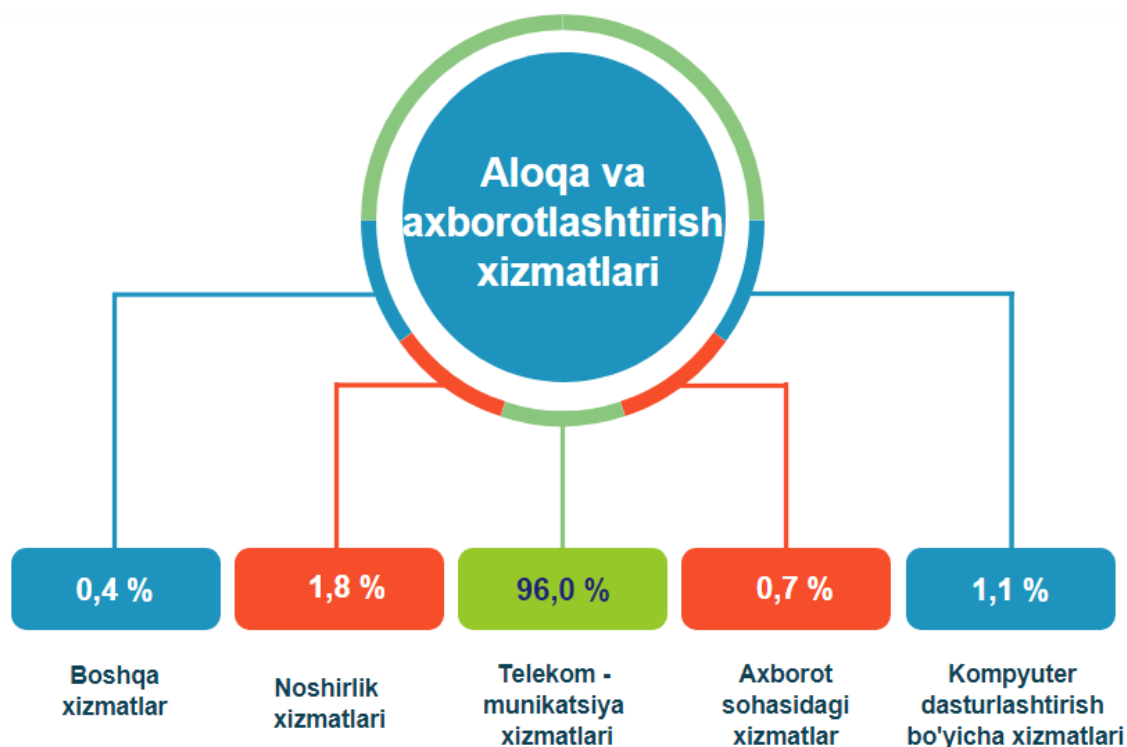 Aloqa va
axborotlashtirish
xizmatlari
0,4 %
1,8 %
96,0 %
0,7 %
1,1 %
Boshqa
xizmatlar
Noshirlik
xizmatlari
Telekom -
munikatsiya
xizmatlari
Axborot
sohasidagi
xizmatlar
Kompyuter
dasturlashtirish
bo'yicha xizmatlari